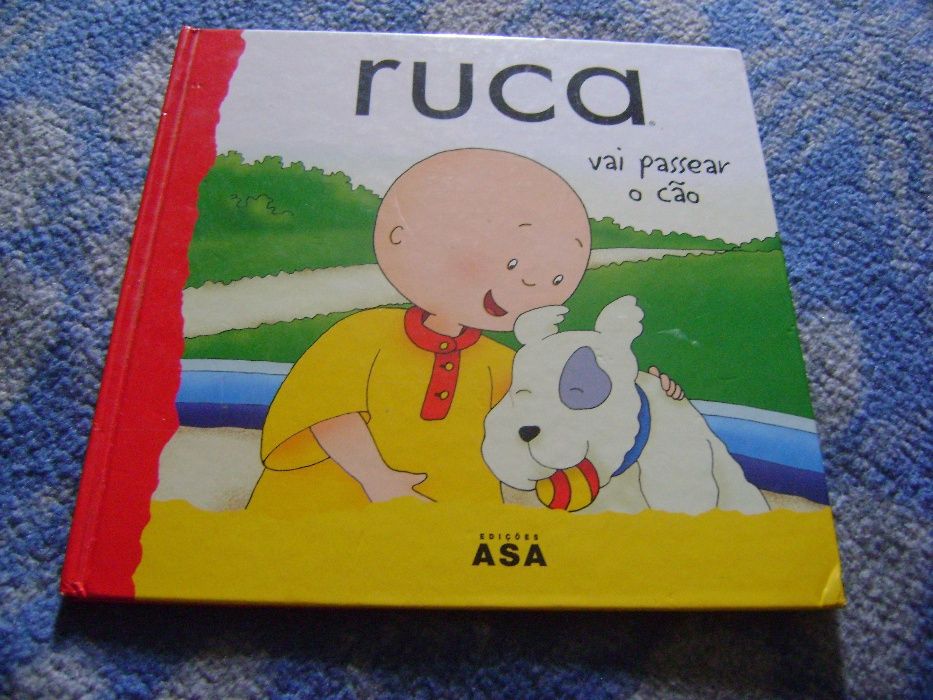 ruca®
vai passear
o cão
EDIÇÕES
ASA